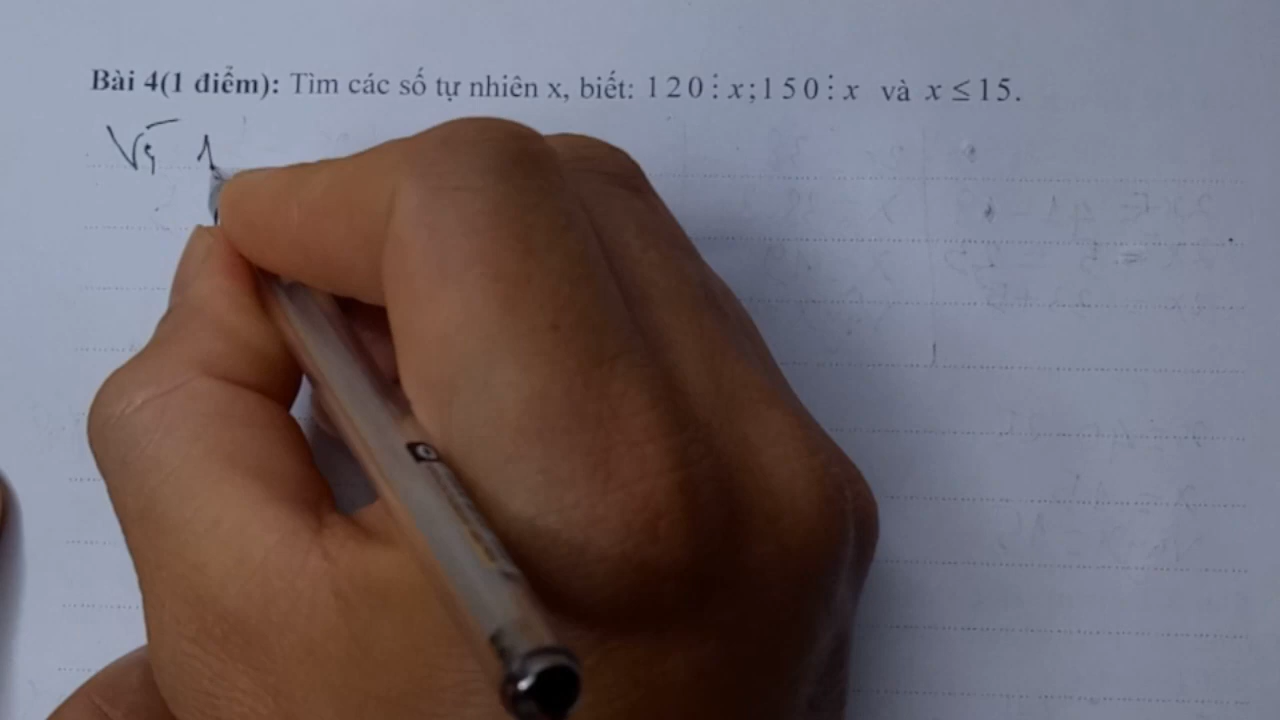 Bài 4(1 điểm): Tìm các số tự nhiên x, biết: 120⋮x;150⋮x và x ≤ 15.
Vì 1